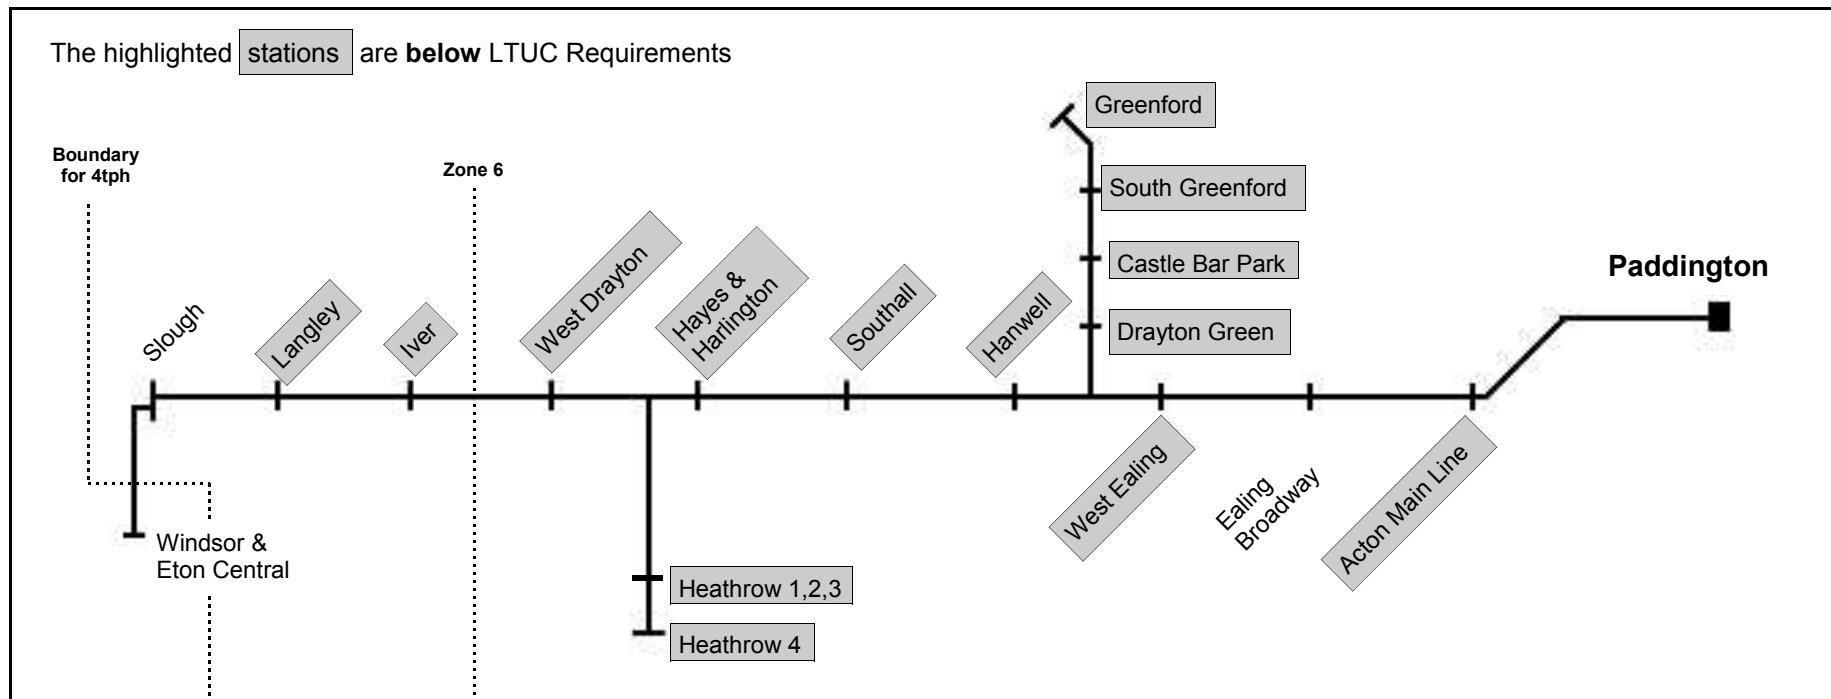 The highlighted stations are below LTUC Requirements
Boundary
for 4tph
Zone 6
Greenford
South Greenford
Castle Bar Park
Drayton Green
Paddington
Slough
Langley
Iver
West Drayton
Hayes &
Harlington
Southall
Hanwell
West Ealing
Ealing
Broadway
Acton Main Line
Windsor &
Eton Central
Heathrow 1,2,3
Heathrow 4